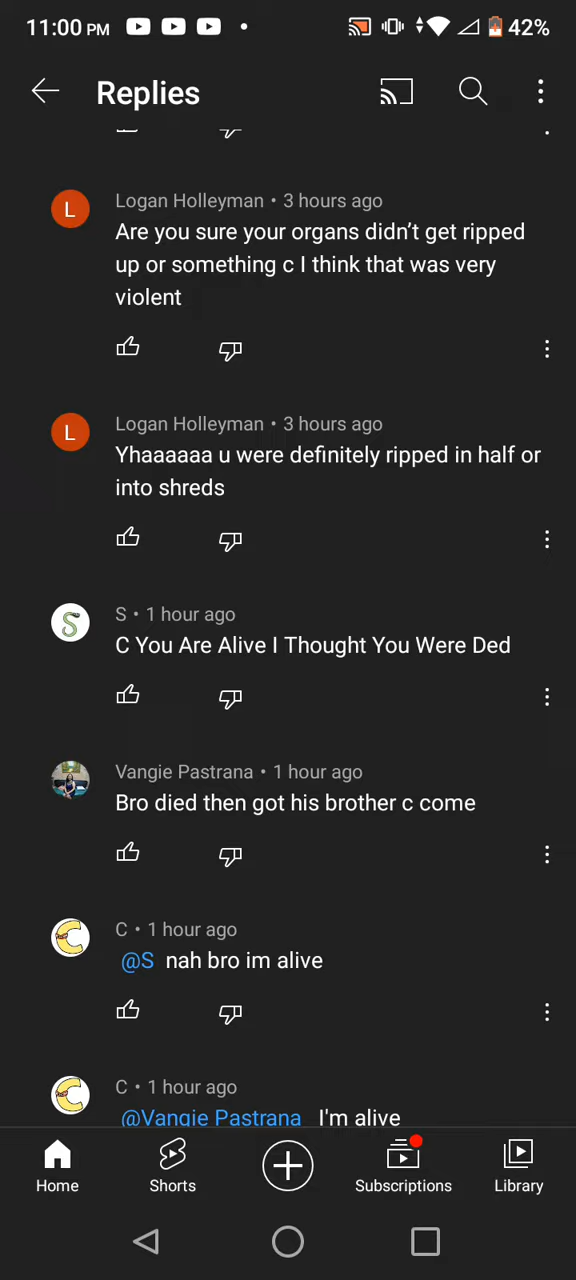 11:00 PM
42%
Replies
L
Logan Holleyman • 3 hours ago
Are you sure your organs didn’t get ripped
up or something c I think that was very
violent
L
Logan Holleyman • 3 hours ago
Yhaaaaaa u were definitely ripped in half or
into shreds
S • 1 hour ago
C You Are Alive I Thought You Were Ded
Vangie Pastrana • 1 hour ago
Bro died then got his brother c come
C • 1 hour ago
@S nah bro im alive
C • 1 hour ago
@Vangie Pastrana I'm alive
Home
Shorts
Subscriptions
Library